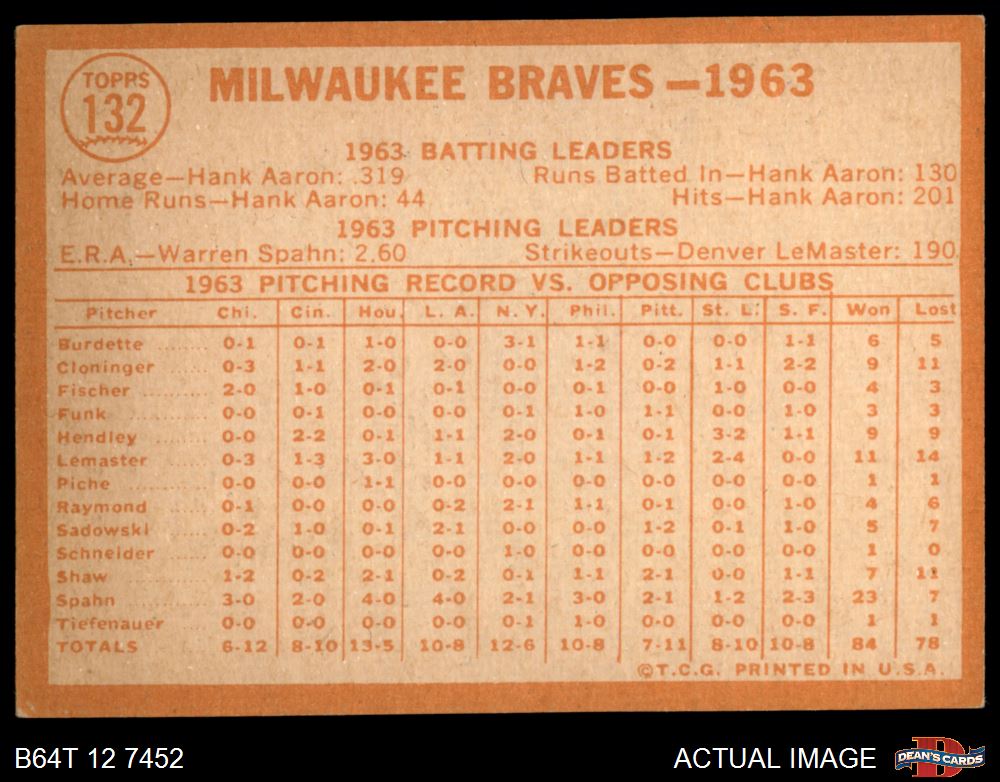 TOPPS
132
MILWAUKEE BRAVES—1963
1963 BATTING LEADERS
Average—Hank Aaron: .319 Runs Batted In—Hank Aaron: 130
Home Runs—Hank Aaron: 44 Hits—Hank Aaron: 201
1963 PITCHING LEADERS
E.R.A.—Warren Spahn: 2.60 Strikeouts—Denver LeMaster: 190
1963 PITCHING RECORD VS. OPPOSING CLUBS
Pitcher Chi. Cin. Hou. L. A. N. Y. Phil. Pitt. St. L. S. F. Won Lost
Burdette ........ 0-1 0-1 1-0 0-0 3-1 1-1 0-0 0-0 1-1 6 5
Cloninger ...... 0-3 1-1 2-0 2-0 0-0 1-2 0-2 1-1 2-2 9 11
Fischer .......... 2-0 1-0 0-1 0-1 0-0 0-1 0-0 1-0 0-0 4 3
Funk .............. 0-0 0-1 0-0 0-0 0-1 1-0 1-1 0-0 1-0 3 3
Hendley ......... 0-0 2-2 0-1 1-1 2-0 0-1 0-1 3-2 1-1 9 9
Lemaster ....... 0-3 1-3 3-0 1-1 2-0 1-1 1-2 2-4 0-0 11 14
Piche ............. 0-0 0-0 1-1 0-0 0-0 0-0 0-0 0-0 0-0 1 1
Raymond ....... 0-1 0-0 0-0 0-2 2-1 1-1 0-1 0-0 1-0 4 6
Sadowski ....... 0-2 1-0 0-1 2-1 0-0 0-0 1-2 0-1 1-0 5 7
Schneider ...... 0-0 0-0 0-0 0-0 1-0 0-0 0-0 0-0 0-0 1 0
Shaw ............. 1-2 0-2 2-1 0-2 0-1 1-1 2-1 0-0 1-1 7 11
Spahn ............ 3-0 2-0 4-0 4-0 2-1 3-0 2-1 1-2 2-3 23 7
Tiefenauer ..... 0-0 0-0 0-0 0-0 0-1 1-0 0-0 0-0 0-0 1 1
TOTALS 6-12 8-10 13-5 10-8 12-6 10-8 7-11 8-10 10-8 84 78
©T.C.G. PRINTED IN U.S.A.
B64T 12 7452 ACTUAL IMAGE
D
DEAN'S CARDS